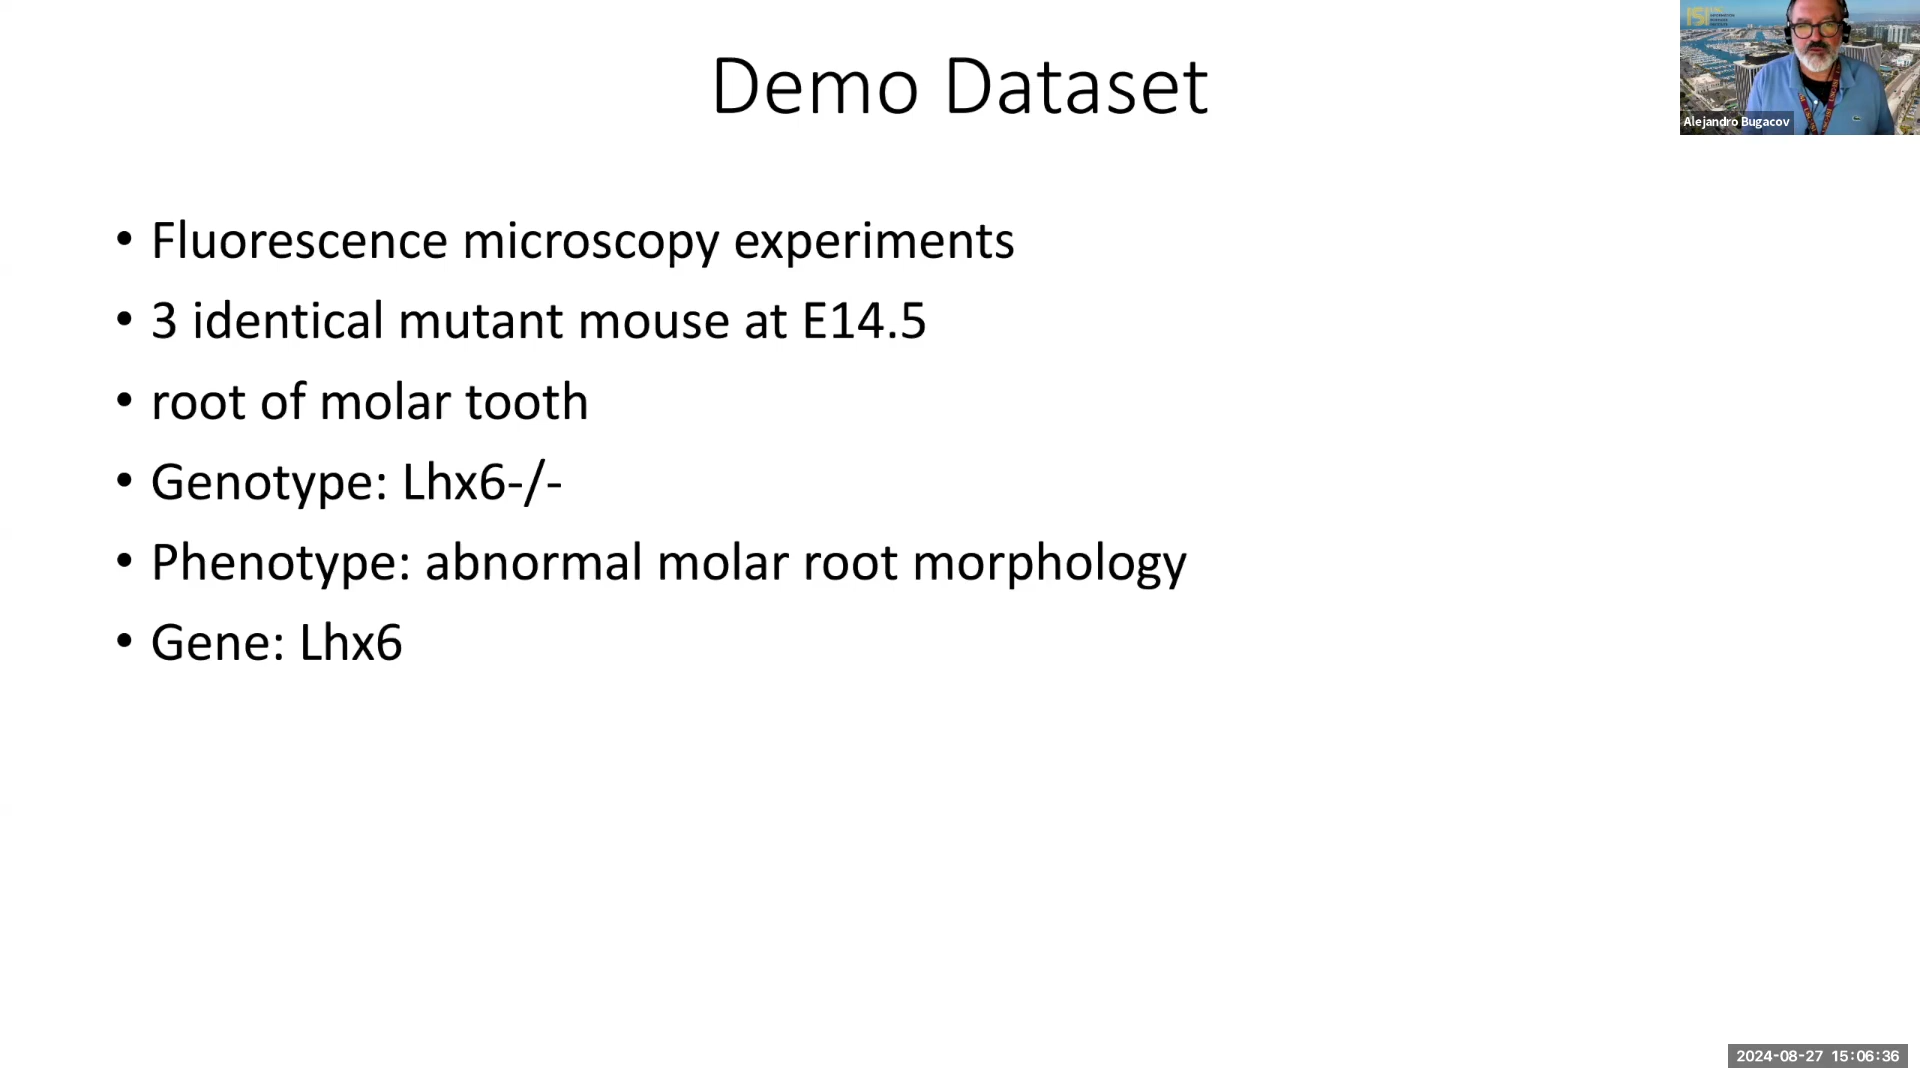 Demo Dataset
• Fluorescence microscopy experiments
• 3 identical mutant mouse at E14.5
• root of molar tooth
• Genotype: Lhx6-/-
• Phenotype: abnormal molar root morphology
• Gene: Lhx6
ISI
Alejandro Bugacov
2024-08-27 15:06:36